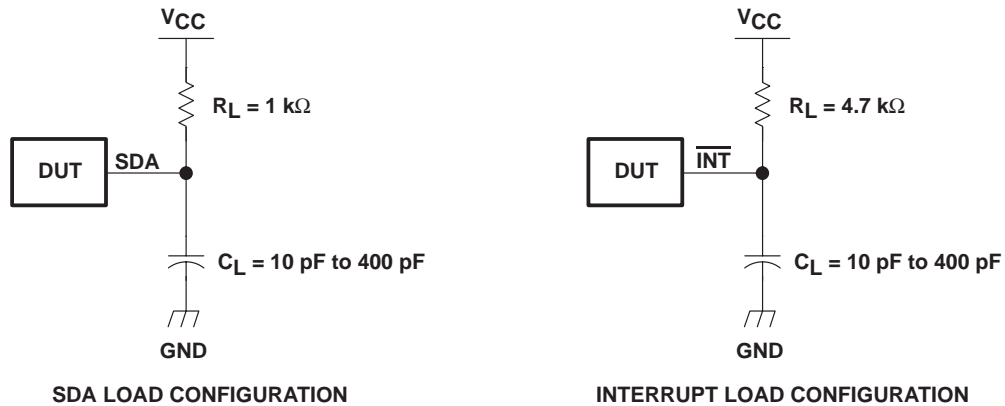 VCC
RL = 1 kΩ
DUT
SDA
CL = 10 pF to 400 pF
GND
SDA LOAD CONFIGURATION
VCC
RL = 4.7 kΩ
DUT
INT
CL = 10 pF to 400 pF
GND
INTERRUPT LOAD CONFIGURATION